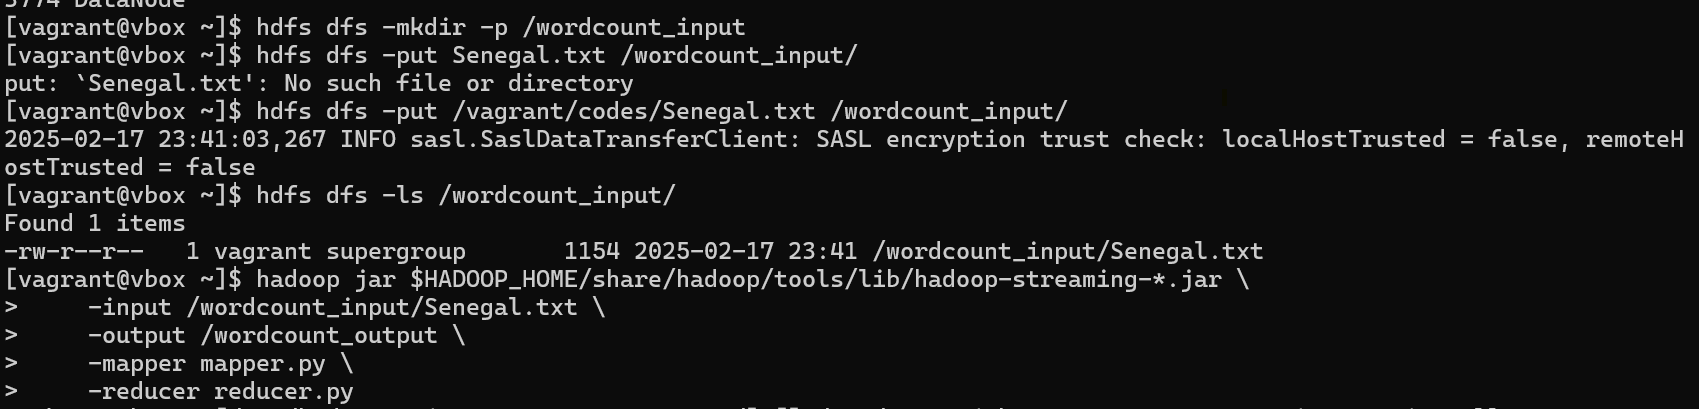 3774 DataNode
[vagrant@vbox ~]$ hdfs dfs -mkdir -p /wordcount_input
[vagrant@vbox ~]$ hdfs dfs -put Senegal.txt /wordcount_input/
put: `Senegal.txt': No such file or directory
[vagrant@vbox ~]$ hdfs dfs -put /vagrant/codes/Senegal.txt /wordcount_input/
2025-02-17 23:41:03,267 INFO sasl.SaslDataTransferClient: SASL encryption trust check: localHostTrusted = false, remoteH
ostTrusted = false
[vagrant@vbox ~]$ hdfs dfs -ls /wordcount_input/
Found 1 items
-rw-r--r--   1 vagrant supergroup       1154 2025-02-17 23:41 /wordcount_input/Senegal.txt
[vagrant@vbox ~]$ hadoop jar $HADOOP_HOME/share/hadoop/tools/lib/hadoop-streaming-*.jar \
>     -input /wordcount_input/Senegal.txt \
>     -output /wordcount_output \
>     -mapper mapper.py \
>     -reducer reducer.py